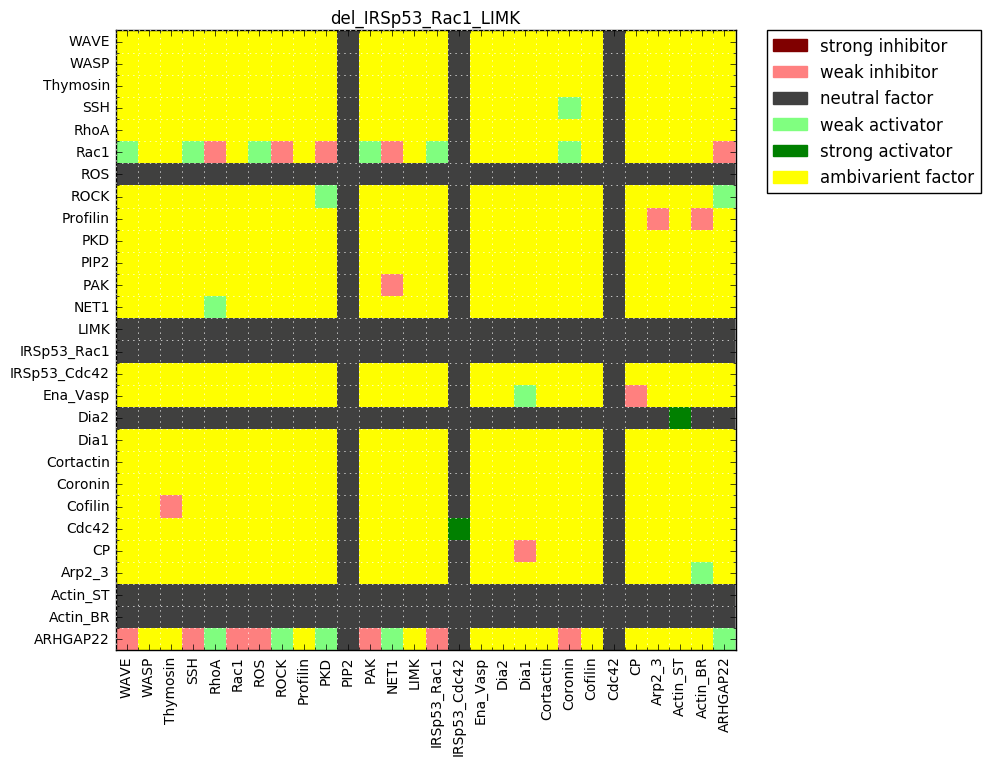 del_IRSp53_Rac1_LIMK
WAVE
WASP
Thymosin
SSH
RhoA
Rac1
ROS
ROCK
Profilin
PKD
PIP2
PAK
NET1
LIMK
IRSp53_Rac1
IRSp53_Cdc42
Ena_Vasp
Dia2
Dia1
Cortactin
Coronin
Cofilin
Cdc42
CP
Arp2_3
Actin_ST
Actin_BR
ARHGAP22
WAVE
WASP
Thymosin
SSH
RhoA
Rac1
ROS
ROCK
Profilin
PKD
PIP2
PAK
NET1
LIMK
IRSp53_Rac1
IRSp53_Cdc42
Ena_Vasp
Dia2
Dia1
Cortactin
Coronin
Cofilin
Cdc42
CP
Arp2_3
Actin_ST
Actin_BR
ARHGAP22
strong inhibitor
weak inhibitor
neutral factor
weak activator
strong activator
ambivarient factor